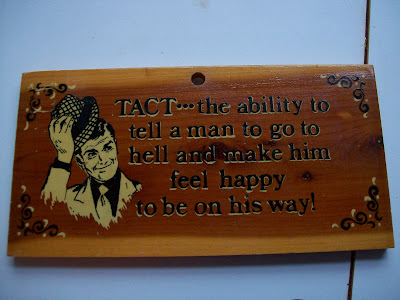 TACT•••the ability to
tell a man to go to
hell and make him
feel happy
to be on his way!